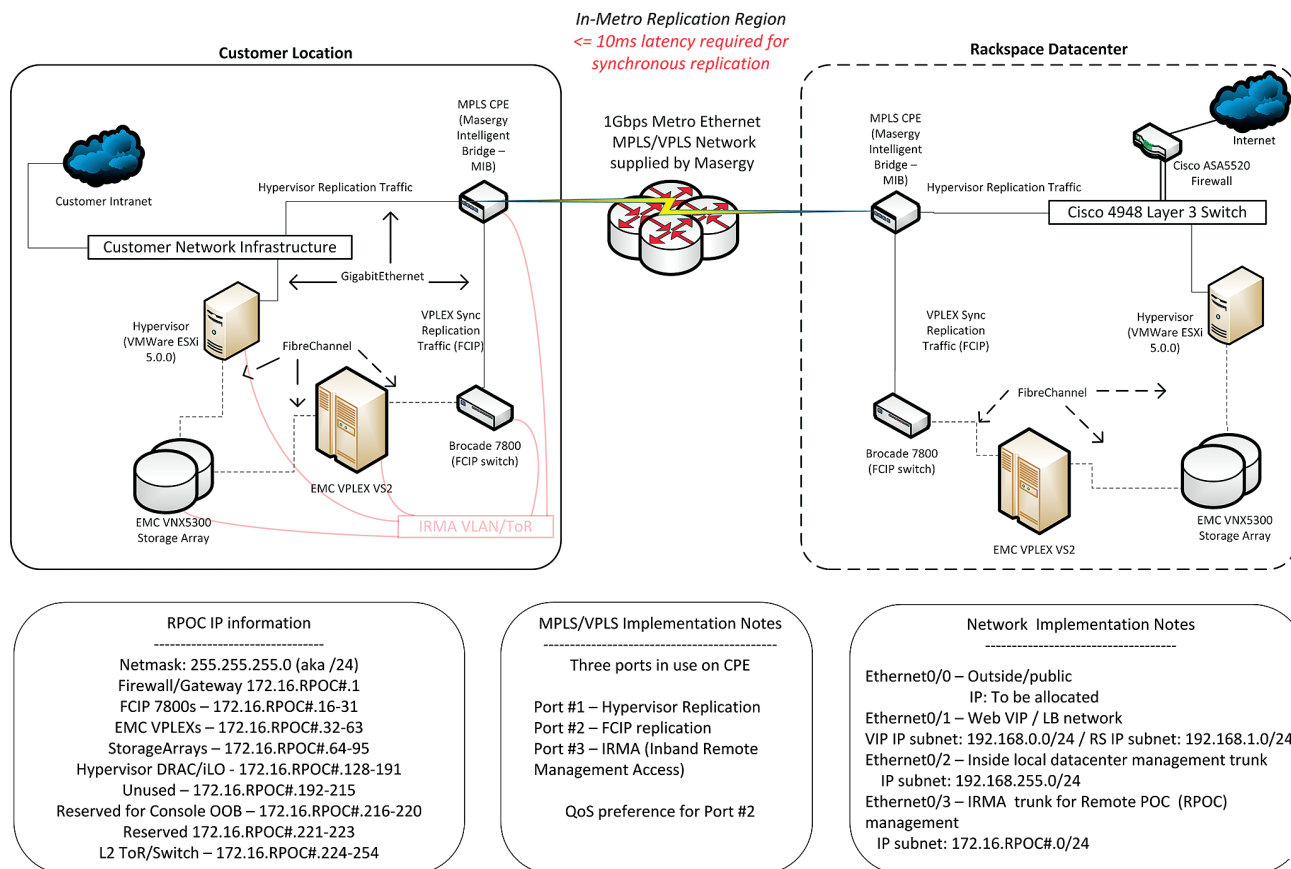 In-Metro Replication Region
<= 10ms latency required for
synchronous replication
Customer Location
Rackspace Datacenter
MPLS CPE
(Masergy
Intelligent
Bridge –
MIB)
Customer Intranet
Hypervisor Replication Traffic
Customer Network Infrastructure
GigabitEthernet
Hypervisor
(VMWare ESXi
5.0.0)
FibreChannel
VPLEX Sync
Replication
Traffic (FCIP)
Brocade 7800
(FCIP switch)
EMC VPLEX VS2
EMC VNX5300
Storage Array
IRMA VLAN/ToR
1Gbps Metro Ethernet
MPLS/VPLS Network
supplied by Masergy
MPLS CPE
(Masergy
Intelligent
Bridge –
MIB)
Internet
Cisco ASA5520
Firewall
Hypervisor Replication Traffic
Cisco 4948 Layer 3 Switch
VPLEX Sync
Replication
Traffic (FCIP)
Hypervisor
(VMWare ESXi
5.0.0)
FibreChannel
Brocade 7800
(FCIP switch)
EMC VPLEX VS2
EMC VNX5300
Storage Array
RPOC IP information
---------------------------------
Netmask: 255.255.255.0 (aka /24)
Firewall/Gateway 172.16.RPOC#.1
FCIP 7800s – 172.16.RPOC#.16-31
EMC VPLEXs – 172.16.RPOC#.32-63
StorageArrays – 172.16.RPOC#.64-95
Hypervisor DRAC/iLO - 172.16.RPOC#.128-191
Unused – 172.16.RPOC#.192-215
Reserved for Console OOB – 172.16.RPOC#.216-220
Reserved 172.16.RPOC#.221-223
L2 ToR/Switch – 172.16.RPOC#.224-254
MPLS/VPLS Implementation Notes
---------------------------------------------
Three ports in use on CPE
Port #1 – Hypervisor Replication
Port #2 – FCIP replication
Port #3 – IRMA (Inband Remote
Management Access)
QoS preference for Port #2
Network Implementation Notes
-------------------------------------
Ethernet0/0 – Outside/public
IP: To be allocated
Ethernet0/1 – Web VIP / LB network
VIP IP subnet: 192.168.0.0/24 / RS IP subnet: 192.168.1.0/24
Ethernet0/2 – Inside local datacenter management trunk
IP subnet: 192.168.255.0/24
Ethernet0/3 – IRMA trunk for Remote POC (RPOC)
management
IP subnet: 172.16.RPOC#.0/24